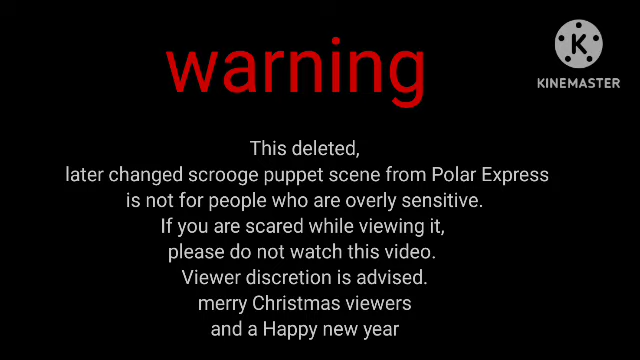 warning
KINEMASTER
This deleted,
later changed scrooge puppet scene from Polar Express
is not for people who are overly sensitive.
If you are scared while viewing it,
please do not watch this video.
Viewer discretion is advised.
merry Christmas viewers
and a Happy new year